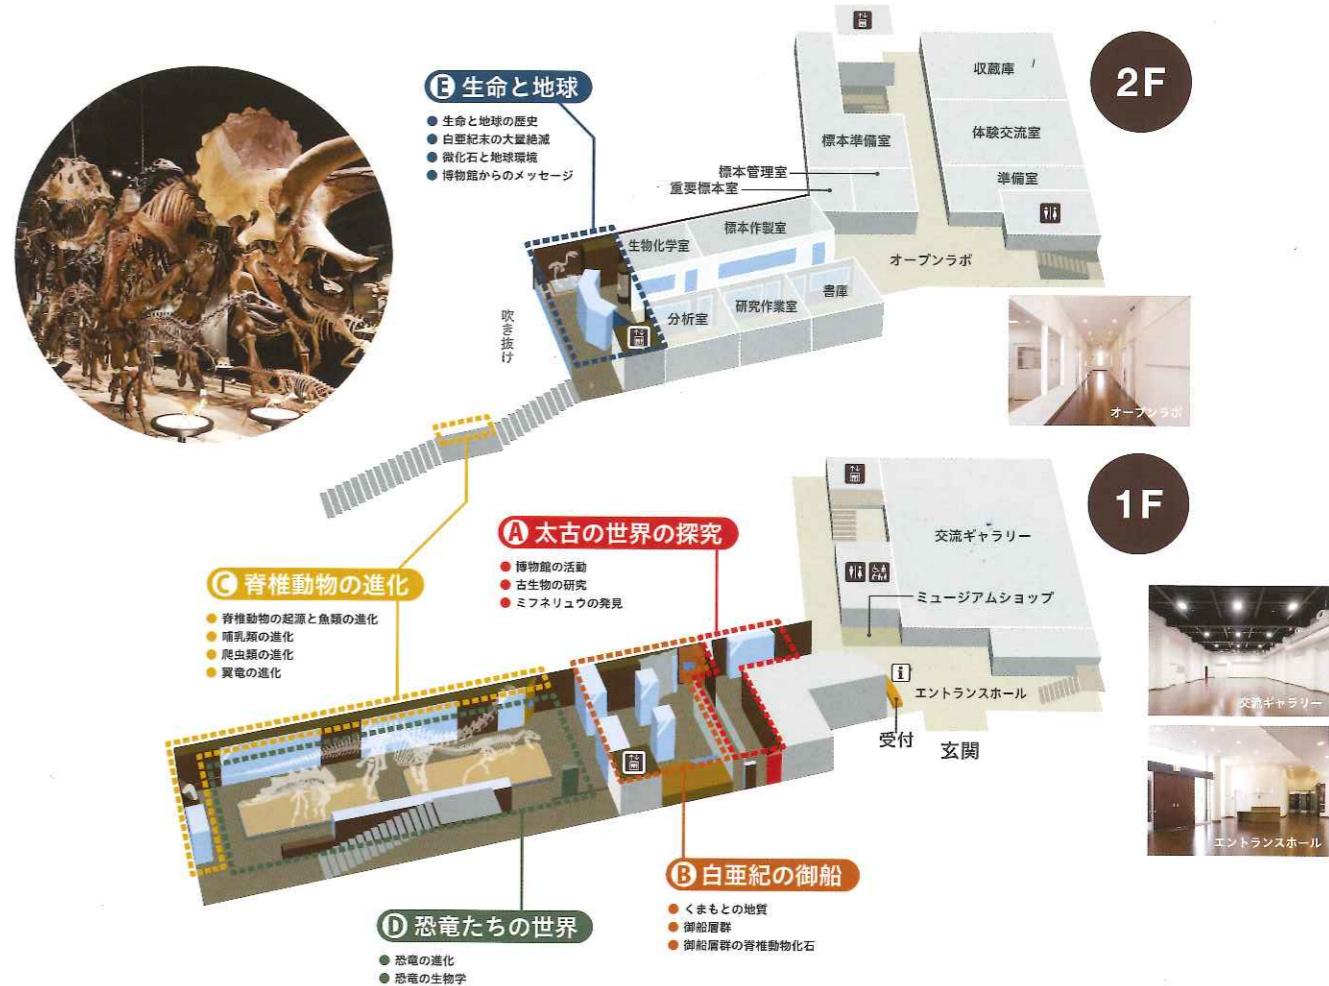 2F
E 生命と地球
● 生命と地球の歴史
● 白亜紀末の大量絶滅
● 微化石と地球環境
● 博物館からのメッセージ
収蔵庫
体験交流室
準備室
標本準備室
標本管理室
重要標本室
標本作製室
生物化学室
オープンラボ
書庫
研究作業室
分析室
吹き抜け
オープンラボ
1F
A 太古の世界の探究
● 博物館の活動
● 古生物の研究
● ミフネリュウの発見
交流ギャラリー
ミュージアムショップ
C 脊椎動物の進化
● 脊椎動物の起源と魚類の進化
● 哺乳類の進化
● 爬虫類の進化
● 翼竜の進化
i
エントランスホール
受付
玄関
交流ギャラリー
エントランスホール
B 白亜紀の御船
● くまもとの地質
● 御船層群
● 御船層群の脊椎動物化石
D 恐竜たちの世界
● 恐竜の進化
● 恐竜の生物学